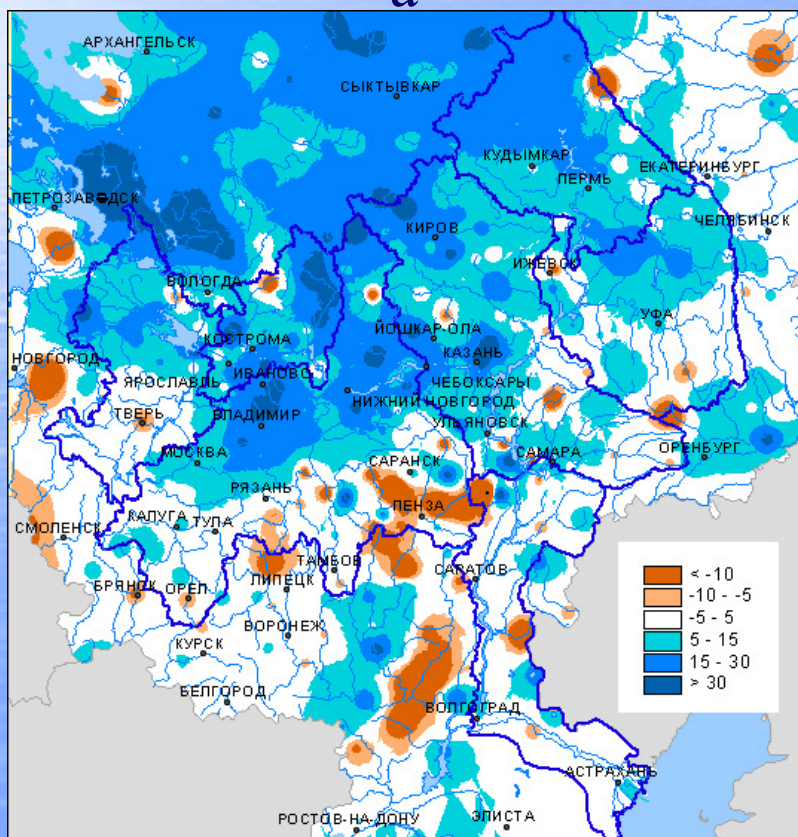 а
АРХАНГЕЛЬСК
СЫКТЫВКАР
КУДЫМКАР
ПЕРМЬ
ЕКАТЕРИНБУРГ
ПЕТРОЗАВОДСК
КИРОВ
ЧЕЛЯБИНСК
ИЖЕВСК
ВОЛОГДА
УФА
ЙОШКАР-ОЛА
КОСТРОМА
НОВГОРОД
КАЗАНЬ
ЯРОСЛАВЛЬ
ИВАНОВО
ЧЕБОКСАРЫ
НИЖНИЙ НОВГОРОД
ТВЕРЬ
ВЛАДИМИР
УЛЬЯНОВСК
МОСКВА
САРАНСК
САМАРА
ОРЕНБУРГ
РЯЗАНЬ
ПЕНЗА
СМОЛЕНСК
КАЛУГА
ТУЛА
ТАМБОВ
САРАТОВ
БРЯНСК
ОРЕЛ
ЛИПЕЦК
ВОРОНЕЖ
КУРСК
БЕЛГОРОД
ВОЛГОГРАД
АСТРАХАНЬ
РОСТОВ-НА-ДОНУ
ЭЛИСТА
< -10
-10 - -5
-5 - 5
5 - 15
15 - 30
> 30